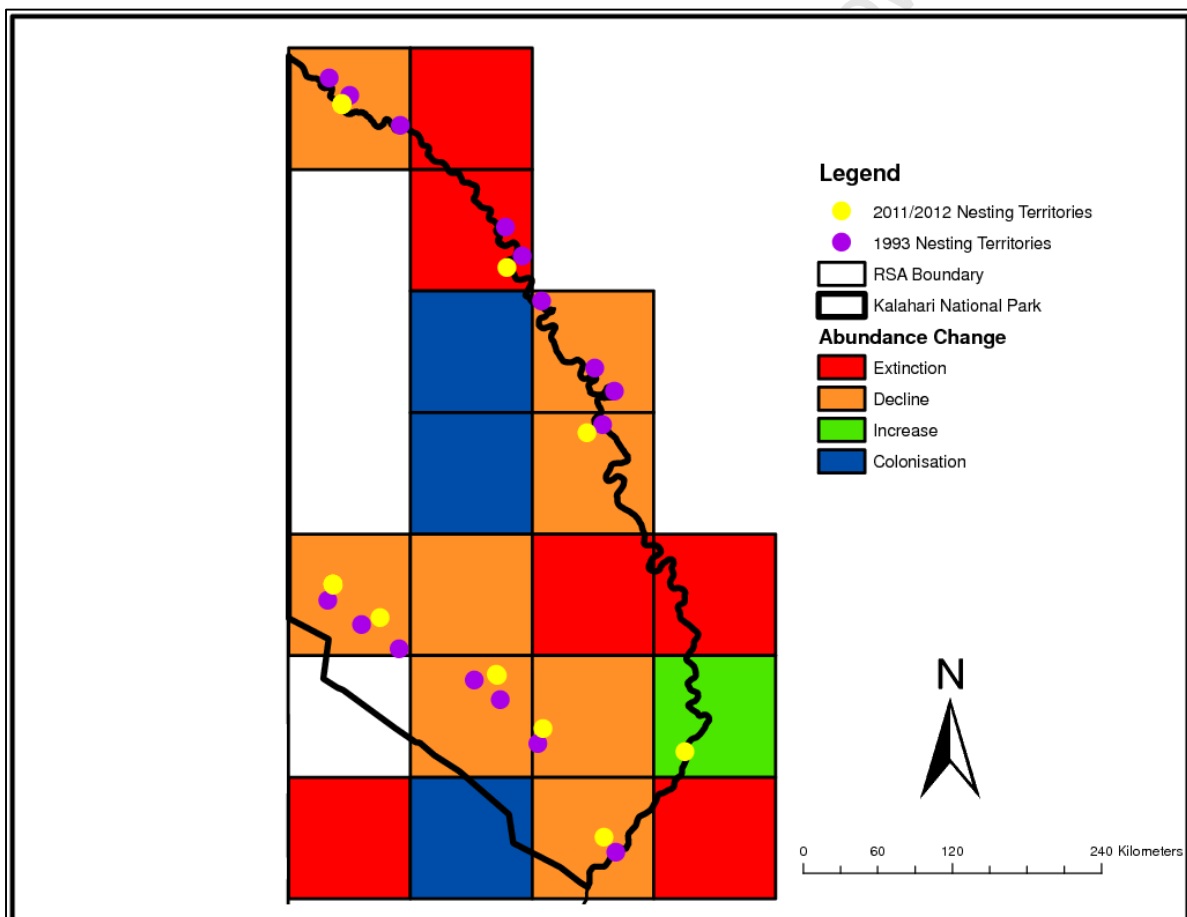 Legend
2011/2012 Nesting Territories
1993 Nesting Territories
RSA Boundary
Kalahari National Park
Abundance Change
Extinction
Decline
Increase
Colonisation
N
0 60 120 240 Kilometers